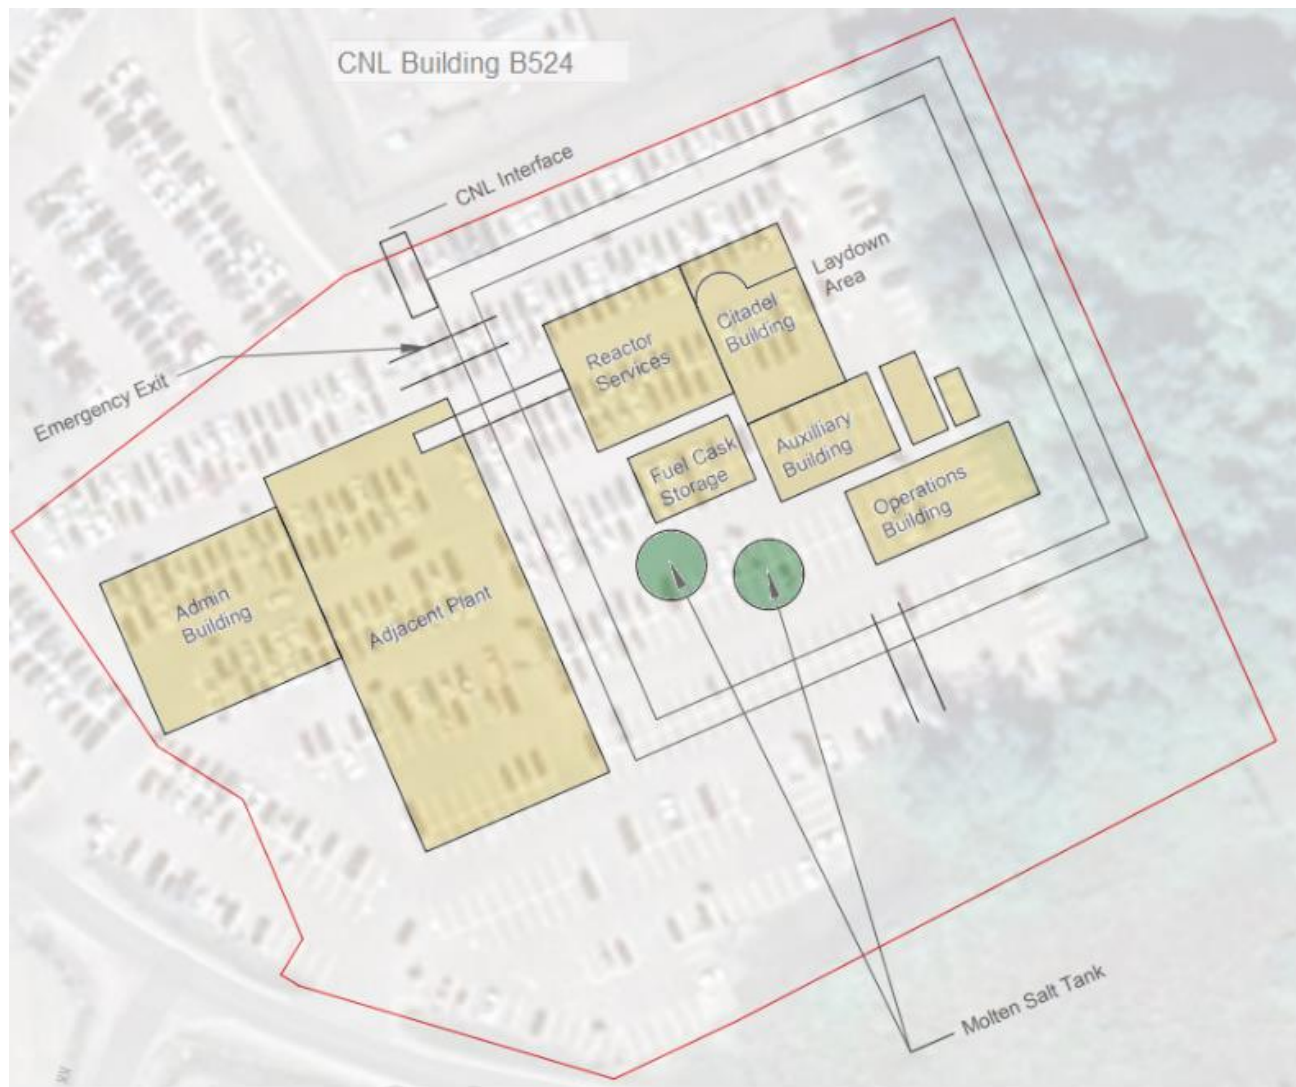 CNL Building B524
CNL Interface
Laydown
Area
Citadel
Building
Reactor
Services
Emergency Exit
Auxilliary
Building
Fuel Cask
Storage
Operations
Building
Admin
Building
Adjacent Plant
Molten Salt Tank